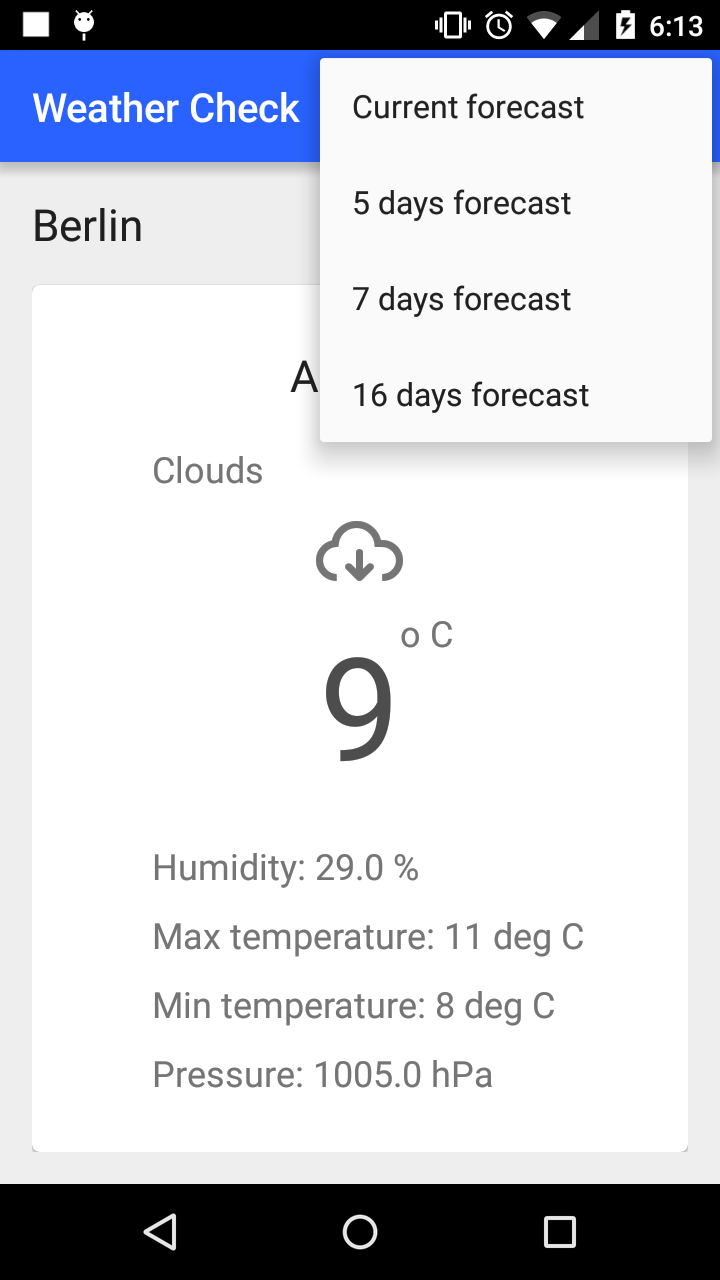 6:13
Weather Check
Current forecast
5 days forecast
7 days forecast
16 days forecast
Berlin
A
Clouds
o C
9
Humidity: 29.0 %
Max temperature: 11 deg C
Min temperature: 8 deg C
Pressure: 1005.0 hPa